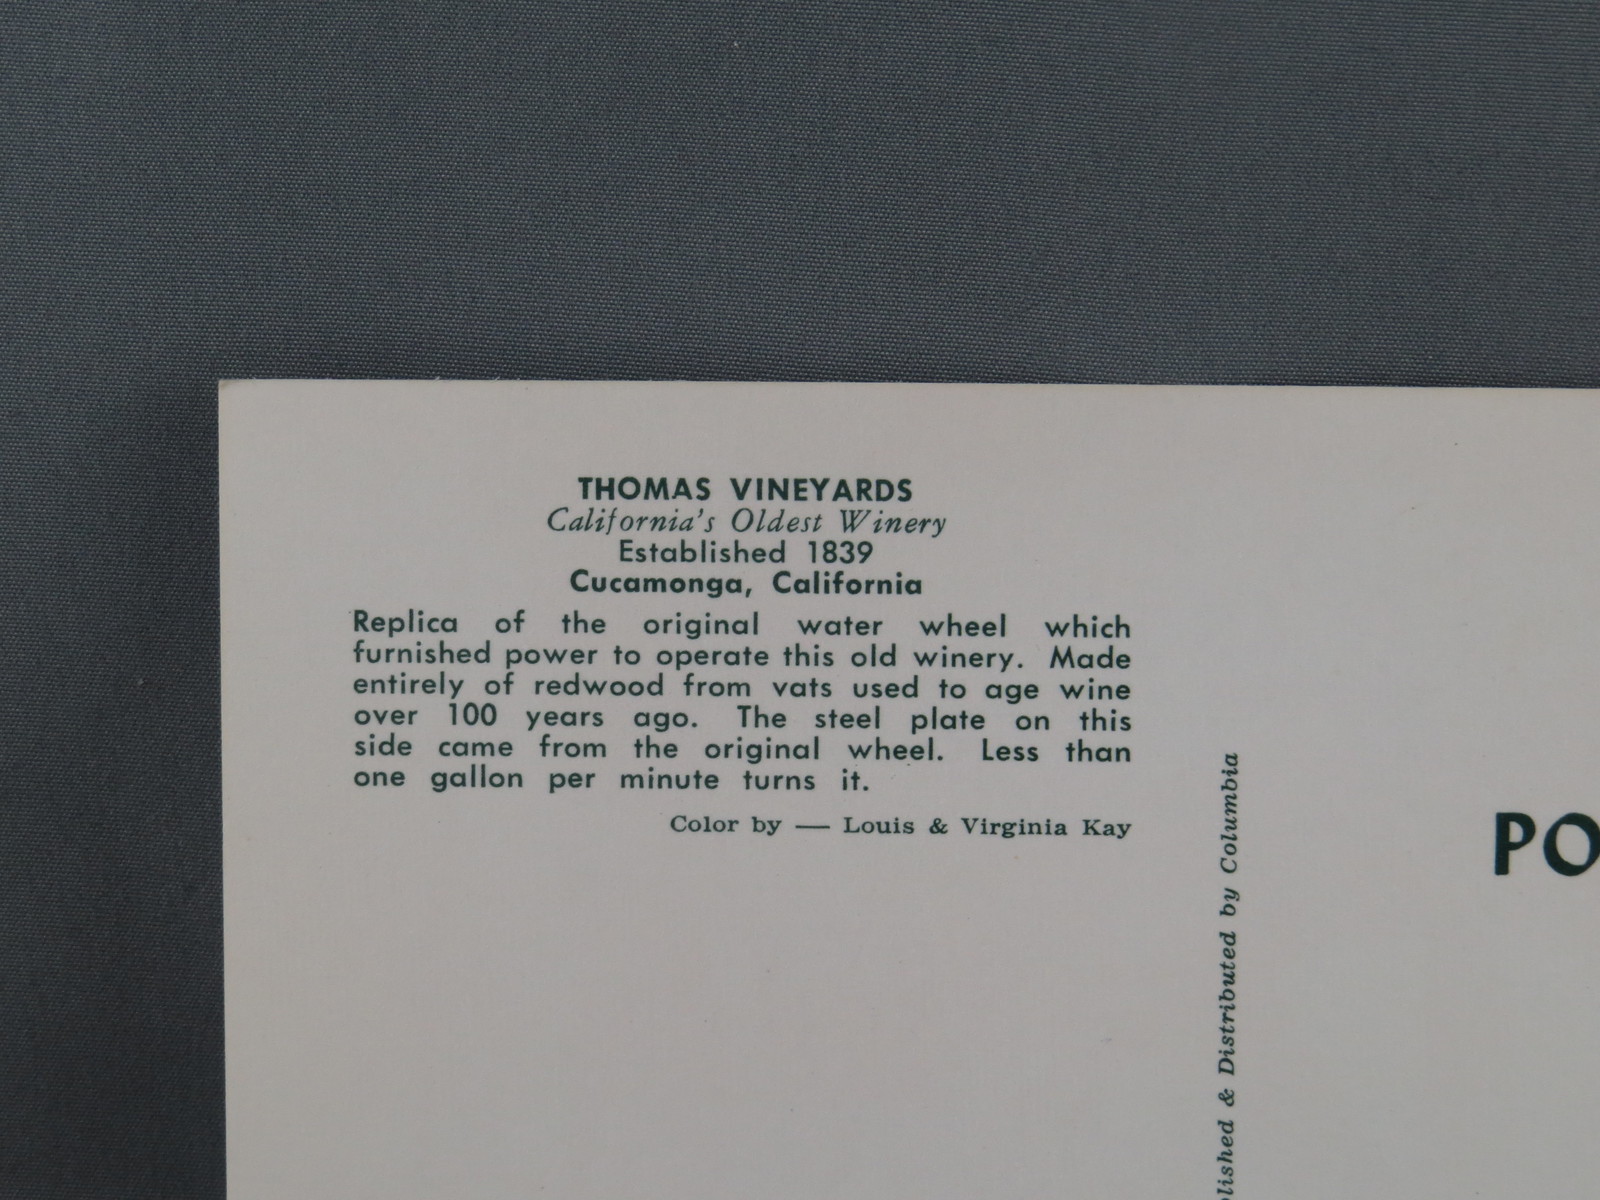 THOMAS VINEYARDS
California's Oldest Winery
Established 1839
Cucamonga, California
Replica of the original water wheel which
furnished power to operate this old winery. Made
entirely of redwood from vats used to age wine
over 100 years ago. The steel plate on this
side came from the original wheel. Less than
one gallon per minute turns it.
Color by — Louis & Virginia Kay
& Distributed by Columbia